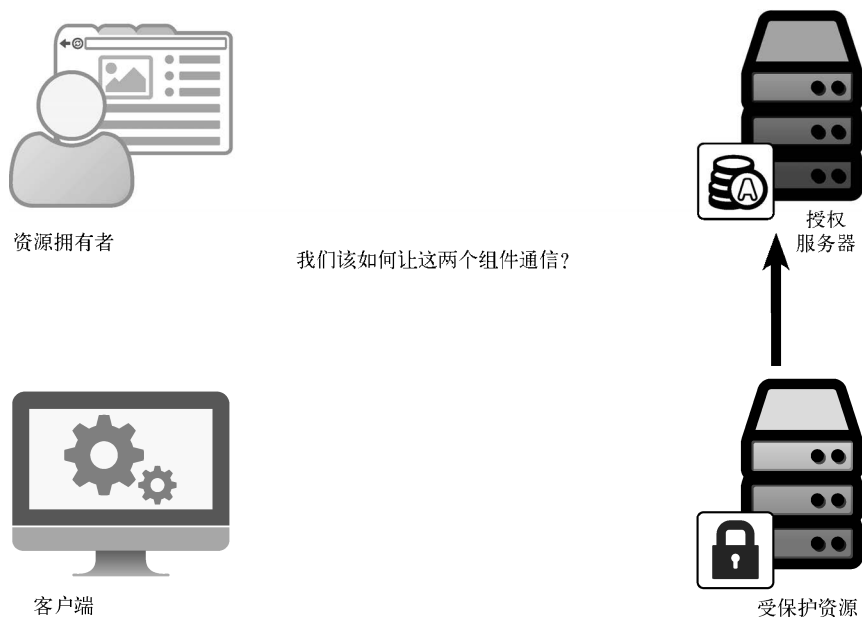 资源拥有者
授权
服务器
我们该如何让这两个组件通信?
客户端
受保护资源